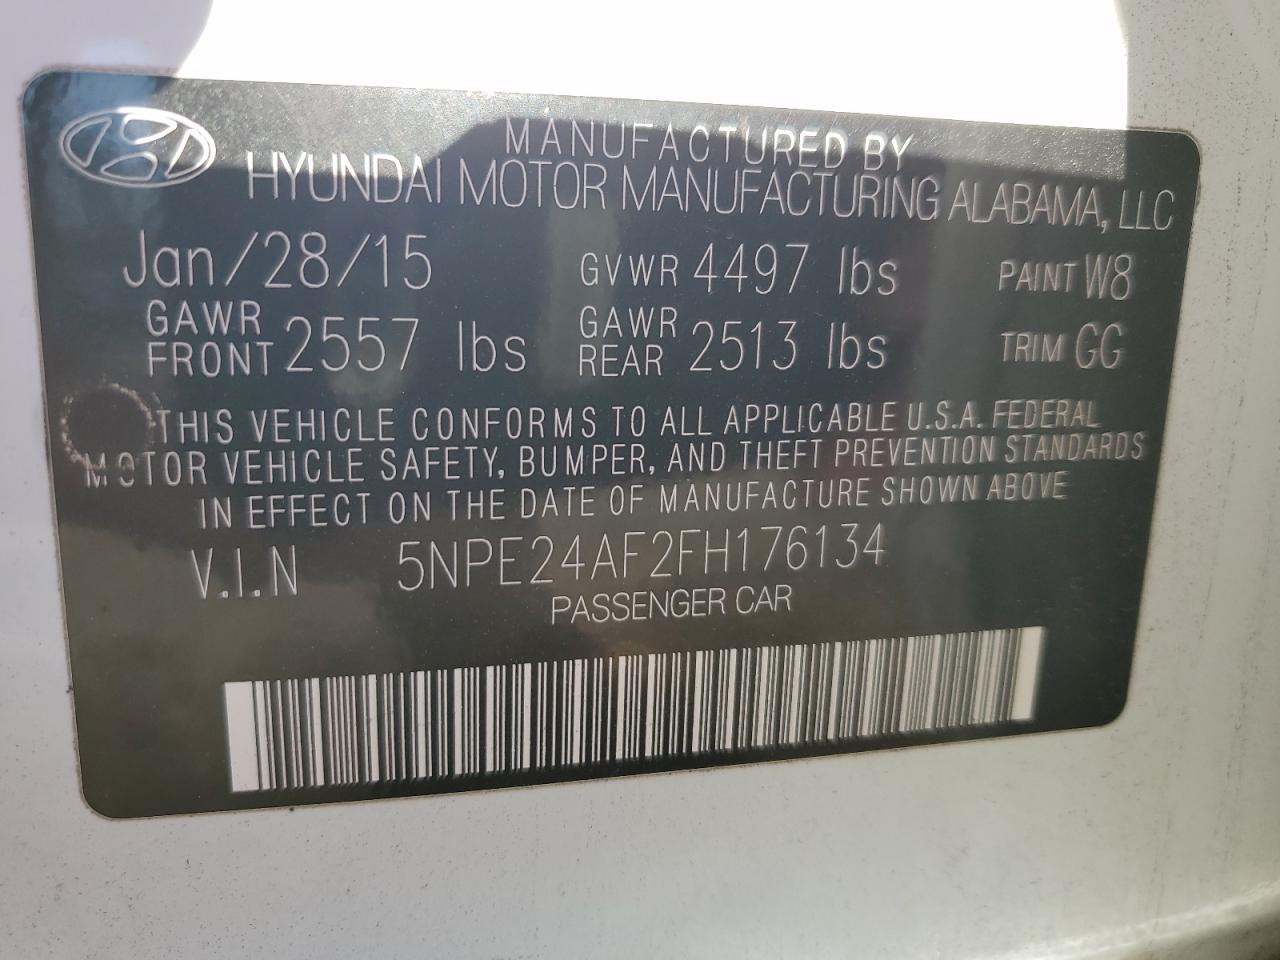 MANUFACTURED BY
HYUNDAI MOTOR MANUFACTURING ALABAMA, LLC
Jan/28/15 GVWR 4497 lbs PAINT W8
GAWR FRONT 2557 lbs GAWR REAR 2513 lbs TRIM GG
THIS VEHICLE CONFORMS TO ALL APPLICABLE U.S.A. FEDERAL
MOTOR VEHICLE SAFETY, BUMPER, AND THEFT PREVENTION STANDARDS
IN EFFECT ON THE DATE OF MANUFACTURE SHOWN ABOVE
V.I.N 5NPE24AF2FH176134
PASSENGER CAR